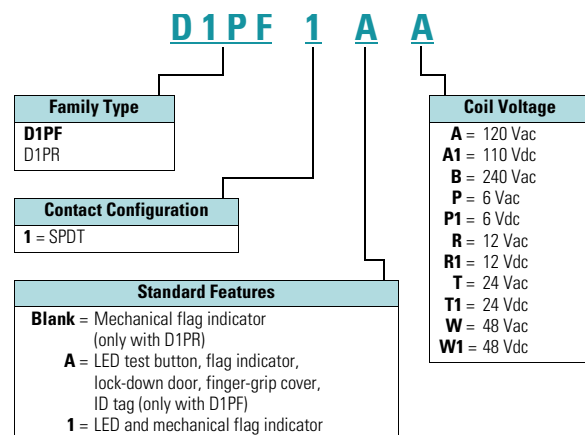 D1PF 1 A A
Family Type
D1PF
D1PR
Contact Configuration
1 = SPDT
Standard Features
Blank = Mechanical flag indicator
(only with D1PR)
A = LED test button, flag indicator,
lock-down door, finger-grip cover,
ID tag (only with D1PF)
1 = LED and mechanical flag indicator
Coil Voltage
A = 120 Vac
A1 = 110 Vdc
B = 240 Vac
P = 6 Vac
P1 = 6 Vdc
R = 12 Vac
R1 = 12 Vdc
T = 24 Vac
T1 = 24 Vdc
W = 48 Vac
W1 = 48 Vdc